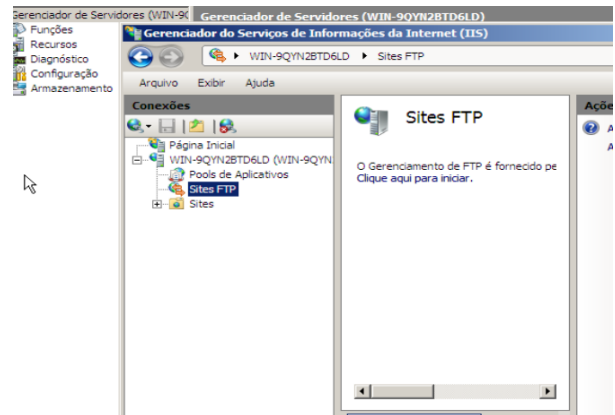 Gerenciador de Servidores (WIN-9
Gerenciador de Servidores (WIN-9QYN2BTD6LD)
Funções
Recursos
Diagnóstico
Configuração
Armazenamento
Gerenciador do Serviços de Informações da Internet (IIS)
WIN-9QYN2BTD6LD
Sites FTP
Arquivo Exibir Ajuda
Conexões
Página Inicial
WIN-9QYN2BTD6LD (WIN-9QYN
Pools de Aplicativos
Sites FTP
Sites
Sites FTP
O Gerenciamento de FTP é fornecido pe
Clique aqui para iniciar.
Açõe
A
A